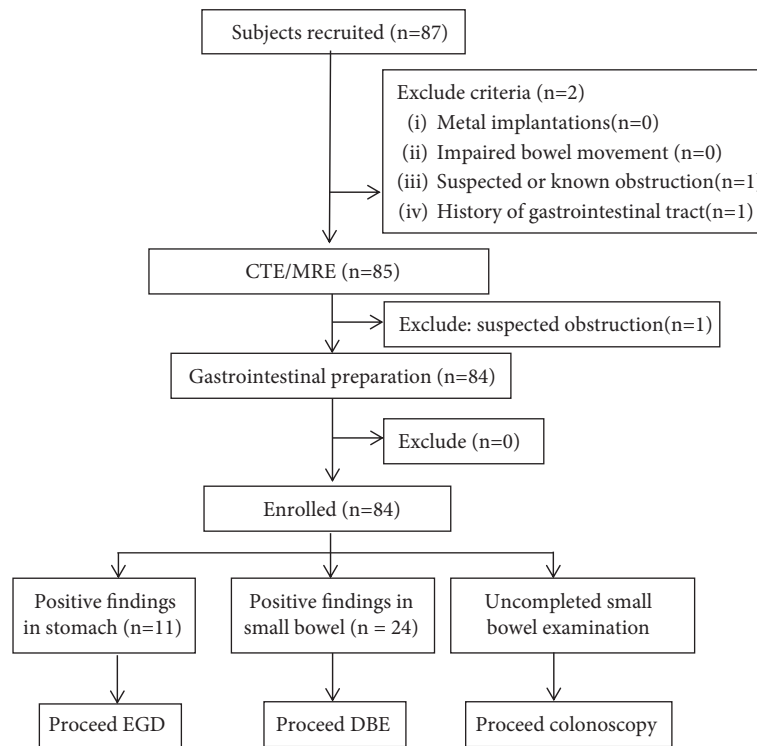 Subjects recruited (n=87)
Exclude criteria (n=2)
(i) Metal implantations(n=0)
(ii) Impaired bowel movement (n=0)
(iii) Suspected or known obstruction(n=1)
(iv) History of gastrointestinal tract(n=1)
CTE/MRE (n=85)
Exclude: suspected obstruction(n=1)
Gastrointestinal preparation (n=84)
Exclude (n=0)
Enrolled (n=84)
Positive findings
in stomach (n=11)
Positive findings in
small bowel (n = 24)
Uncompleted small
bowel examination
Proceed EGD
Proceed DBE
Proceed colonoscopy